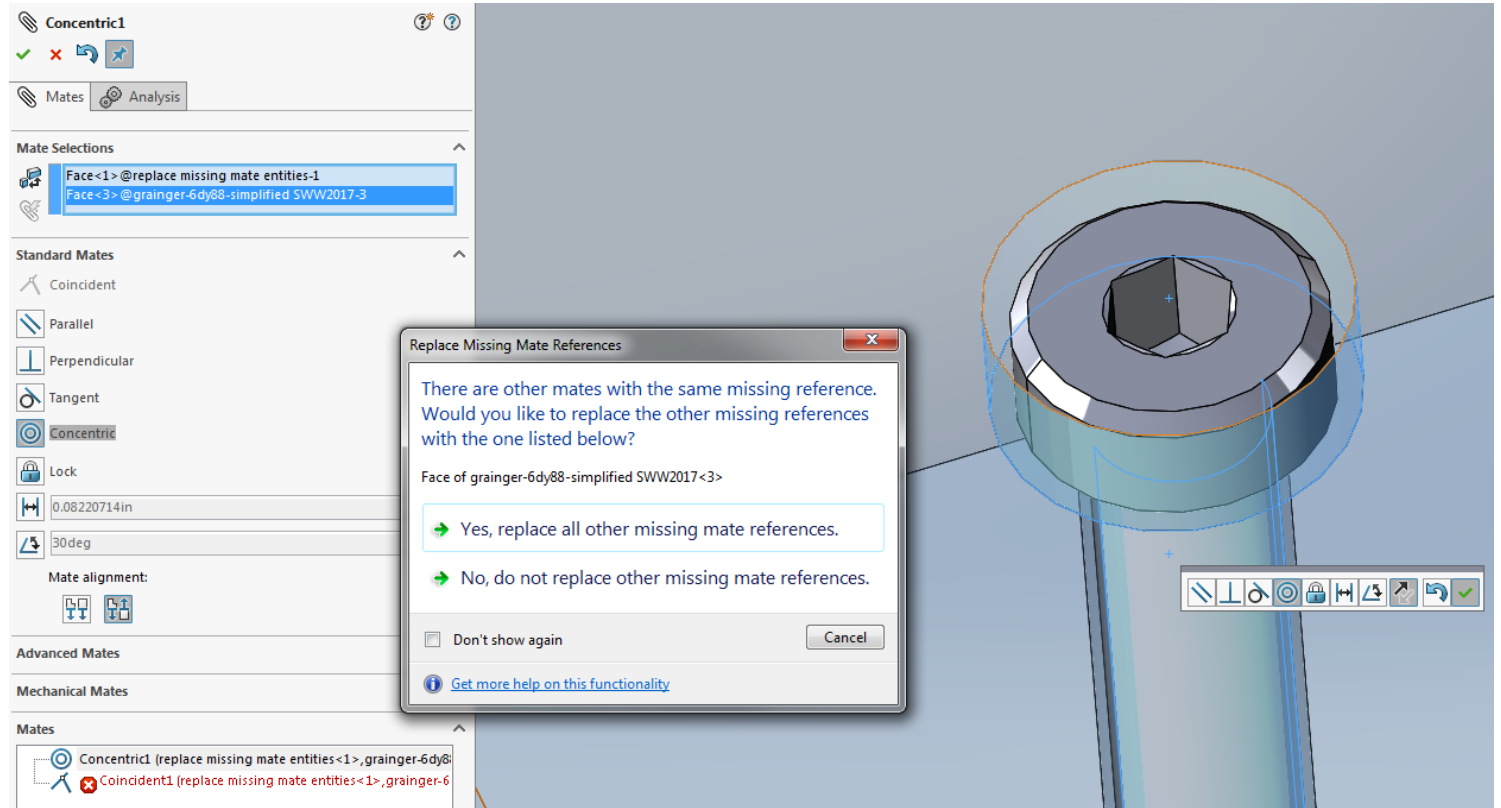 Concentric1
Mates
Analysis
Mate Selections
Face<1>@replace missing mate entities-1
Face<3>@grainger-6dy88-simplified SWW2017-3
Standard Mates
Coincident
Parallel
Perpendicular
Tangent
Concentric
Lock
0.08220714in
30deg
Mate alignment:
Advanced Mates
Mechanical Mates
Mates
Concentric1 (replace missing mate entities<1>,grainger-6dy8
Coincident1 (replace missing mate entities<1>,grainger-6
Replace Missing Mate References
There are other mates with the same missing reference.
Would you like to replace the other missing references
with the one listed below?
Face of grainger-6dy88-simplified SWW2017<3>
Yes, replace all other missing mate references.
No, do not replace other missing mate references.
Don't show again
Cancel
Get more help on this functionality